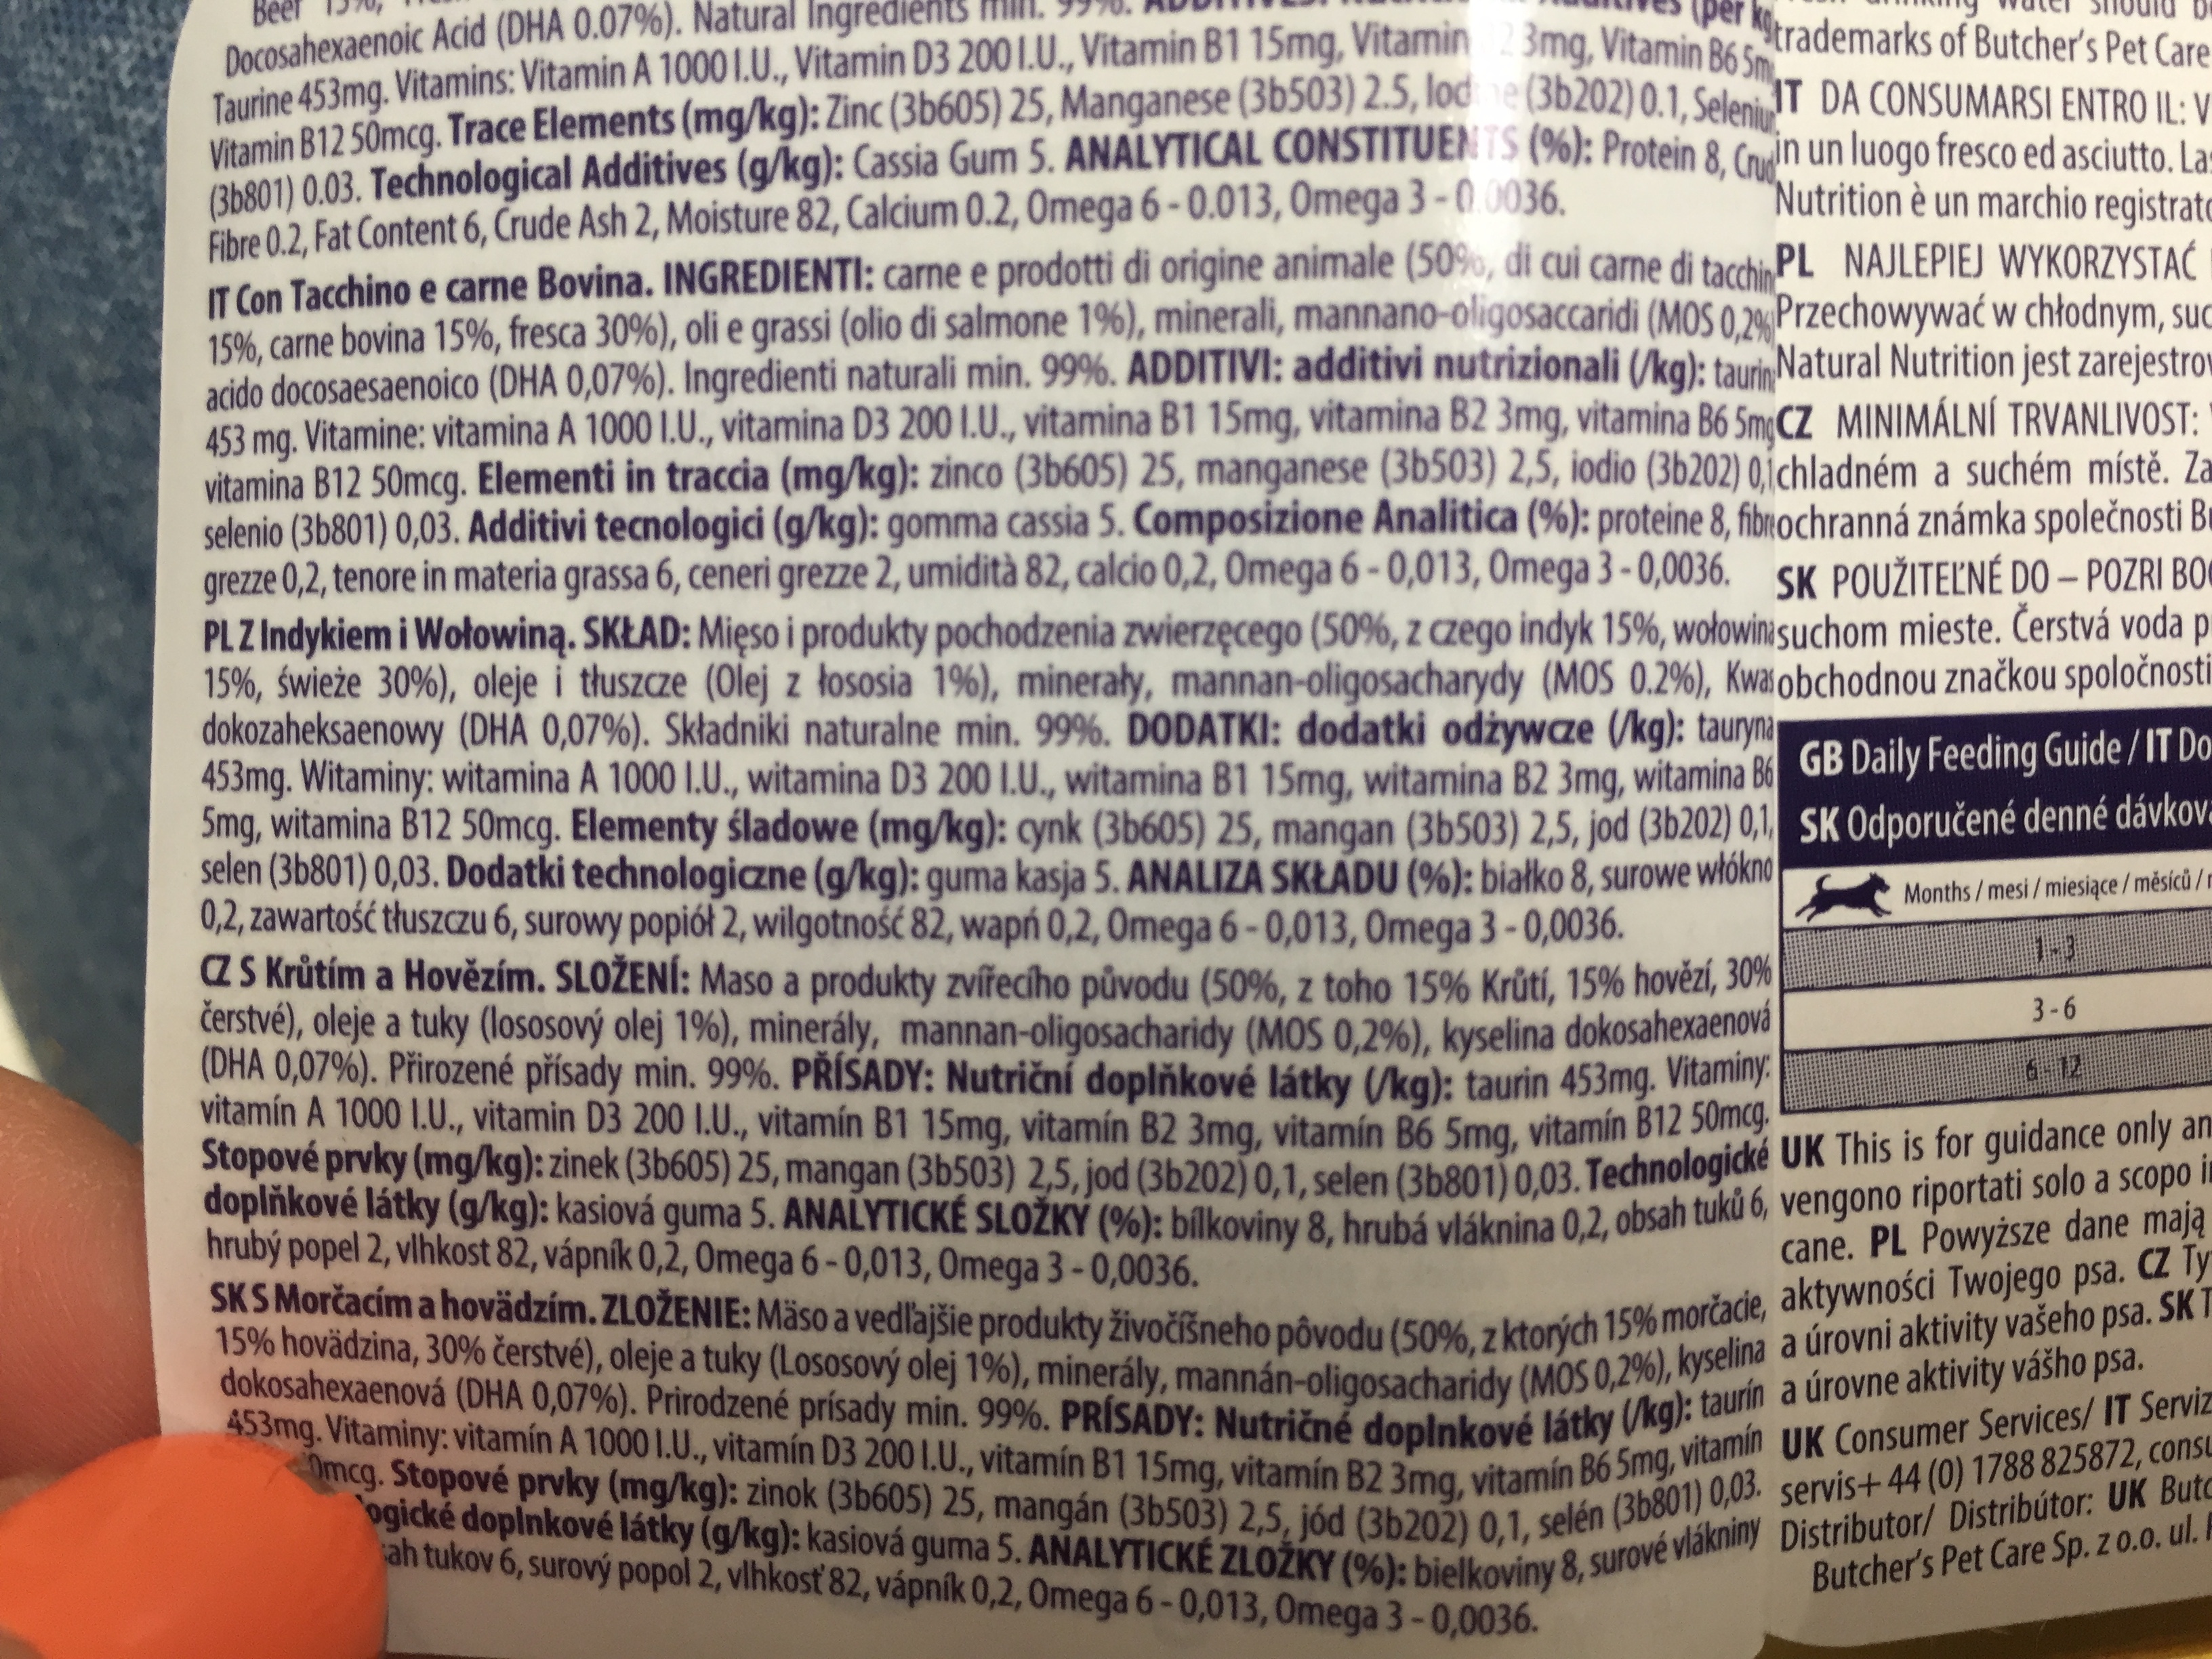 Beef 15%,
Docosahexaenoic Acid (DHA 0.07%). Natural Ingredients min. 99%.
Taurine 453mg. Vitamins: Vitamin A 1000 I.U., Vitamin D3 200 I.U., Vitamin B1 15mg, Vitamin B2 3mg, Vitamin B6 5m
Vitamin B12 50mcg. Trace Elements (mg/kg): Zinc (3b605) 25, Manganese (3b503) 2.5, Iodine (3b202) 0.1, Seleniu
(3b801) 0.03. Technological Additives (g/kg): Cassia Gum 5. ANALYTICAL CONSTITUENTS (%): Protein 8, Crud
Fibre 0.2, Fat Content 6, Crude Ash 2, Moisture 82, Calcium 0.2, Omega 6 - 0.013, Omega 3 - 0.0036.
IT Con Tacchino e carne Bovina. INGREDIENTI: carne e prodotti di origine animale (50%, di cui carne di tacchin
15%, carne bovina 15%, fresca 30%), oli e grassi (olio di salmone 1%), minerali, mannano-oligosaccaridi (MOS 0,2%
acido docosaesaenoico (DHA 0,07%). Ingredienti naturali min. 99%. ADDITIVI: additivi nutrizionali (/kg): taurin
453 mg. Vitamine: vitamina A 1000 I.U., vitamina D3 200 I.U., vitamina B1 15mg, vitamina B2 3mg, vitamina B6 5mg
vitamina B12 50mcg. Elementi in traccia (mg/kg): zinco (3b605) 25, manganese (3b503) 2,5, iodio (3b202) 0,1
selenio (3b801) 0,03. Additivi tecnologici (g/kg): gomma cassia 5. Composizione Analitica (%): proteine 8, fibr
grezze 0,2, tenore in materia grassa 6, ceneri grezze 2, umidità 82, calcio 0,2, Omega 6 - 0,013, Omega 3 - 0,0036.
PL Z Indykiem i Wołowiną. SKŁAD: Mięso i produkty pochodzenia zwierzęcego (50%, z czego indyk 15%, wołowina
15%, świeże 30%), oleje i tłuszcze (Olej z łososia 1%), minerały, mannan-oligosacharydy (MOS 0.2%), Kwas
dokozaheksaenowy (DHA 0,07%). Składniki naturalne min. 99%. DODATKI: dodatki odżywcze (/kg): tauryna
453mg. Witaminy: witamina A 1000 I.U., witamina D3 200 I.U., witamina B1 15mg, witamina B2 3mg, witamina B6
5mg, witamina B12 50mcg. Elementy śladowe (mg/kg): cynk (3b605) 25, mangan (3b503) 2,5, jod (3b202) 0,1,
selen (3b801) 0,03. Dodatki technologiczne (g/kg): guma kasja 5. ANALIZA SKŁADU (%): białko 8, surowe włókno
0,2, zawartość tłuszczu 6, surowy popiół 2, wilgotność 82, wapń 0,2, Omega 6 - 0,013, Omega 3 - 0,0036.
CZ S Krůtím a Hovězím. SLOŽENÍ: Maso a produkty zvířecího původu (50%, z toho 15% Krůtí, 15% hovězí, 30%
čerstvé), oleje a tuky (lososový olej 1%), minerály, mannan-oligosacharidy (MOS 0,2%), kyselina dokosahexaenová
(DHA 0,07%). Přirozené přísady min. 99%. PŘÍSADY: Nutriční doplňkové látky (/kg): taurin 453mg. Vitaminy:
vitamín A 1000 I.U., vitamin D3 200 I.U., vitamín B1 15mg, vitamín B2 3mg, vitamín B6 5mg, vitamín B12 50mcg.
Stopové prvky (mg/kg): zinek (3b605) 25, mangan (3b503) 2,5, jod (3b202) 0,1, selen (3b801) 0,03. Technologické
doplňkové látky (g/kg): kasiová guma 5. ANALYTICKÉ SLOŽKY (%): bílkoviny 8, hrubá vláknina 0,2, obsah tuků 6,
hrubý popel 2, vlhkost 82, vápník 0,2, Omega 6 - 0,013, Omega 3 - 0,0036.
SK S Morčacím a hovädzím. ZLOŽENIE: Mäso a vedľajšie produkty živočíšneho pôvodu (50%, z ktorých 15% morčacie,
15% hovädzina, 30% čerstvé), oleje a tuky (Lososový olej 1%), minerály, mannán-oligosacharidy (MOS 0,2%), kyselina
dokosahexaenová (DHA 0,07%). Prirodzené prísady min. 99%. PRÍSADY: Nutričné doplnkové látky (/kg): taurín
453mg. Vitamíny: vitamín A 1000 I.U., vitamín D3 200 I.U., vitamín B1 15mg, vitamín B2 3mg, vitamín B6 5mg, vitamín
0mcg. Stopové prvky (mg/kg): zinok (3b605) 25, mangán (3b503) 2,5, jód (3b202) 0,1, selén (3b801) 0,03.
ogické doplnkové látky (g/kg): kasiová guma 5. ANALYTICKÉ ZLOŽKY (%): bielkoviny 8, surové vlákniny
ah tukov 6, surový popol 2, vlhkosť 82, vápník 0,2, Omega 6 - 0,013, Omega 3 - 0,0036.
trademarks of Butcher's Pet Care
IT DA CONSUMARSI ENTRO IL: V
in un luogo fresco ed asciutto. La
Nutrition è un marchio registrato
PL NAJLEPIEJ WYKORZYSTAĆ
Przechowywać w chłodnym, suc
Natural Nutrition jest zarejestrow
CZ MINIMÁLNÍ TRVANLIVOST:
chladném a suchém místě. Za
ochranná známka společnosti B
SK POUŽITEĽNÉ DO – POZRI BO
suchom mieste. Čerstvá voda p
obchodnou značkou spoločnosti
GB Daily Feeding Guide / IT Do
SK Odporučené denné dávkov
Months / mesi / miesiące / měsíců /
1 - 3
3 - 6
6 - 12
UK This is for guidance only an
vengono riportati solo a scopo i
cane. PL Powyższe dane mają
aktywności Twojego psa. CZ Ty
a úrovni aktivity vašeho psa. SK T
a úrovne aktivity vášho psa.
UK Consumer Services/ IT Serviz
servis+ 44 (0) 1788 825872, consu
Distributor/ Distribútor: UK Butc
Butcher's Pet Care Sp. z o.o. ul.